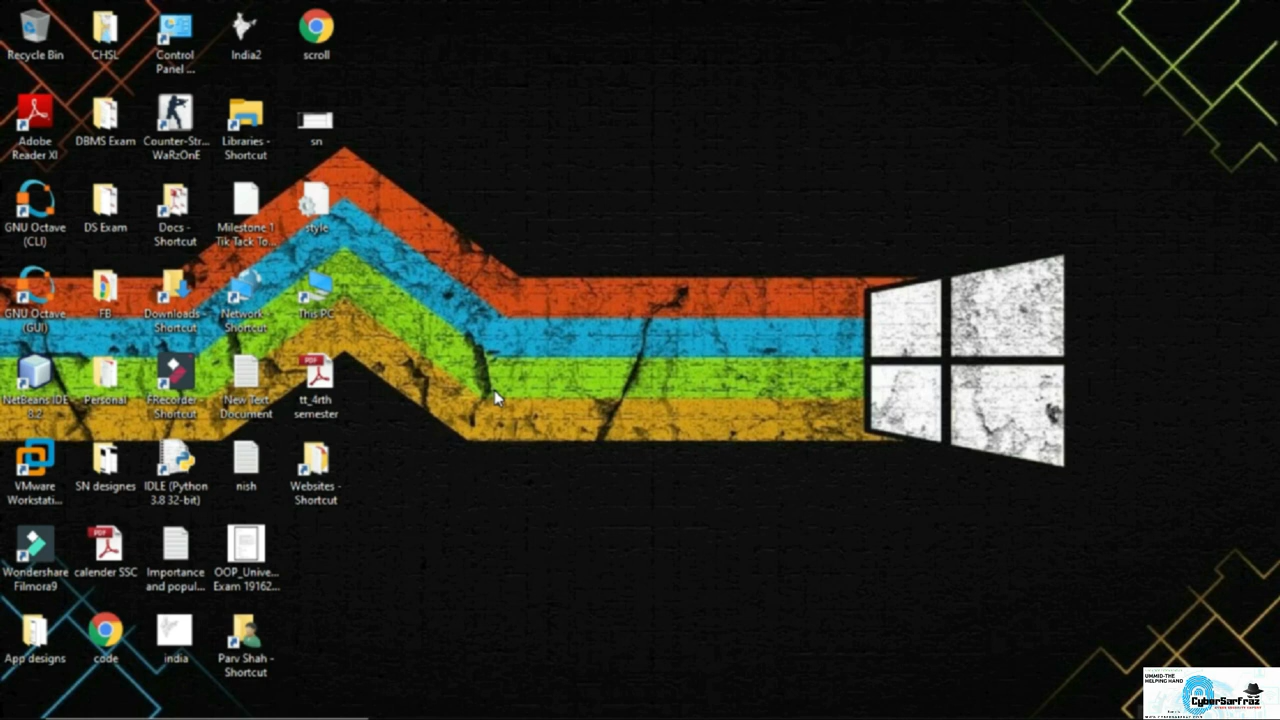 Recycle Bin
CHSL
Control
Panel ...
India2
scroll
Adobe
Reader XI
DBMS Exam
Counter-Str...
WaRzOnE
Libraries -
Shortcut
sn
GNU Octave
(CLI)
DS Exam
Docs -
Shortcut
Milestone 1
Tik Tack To...
style
GNU Octave
(GUI)
FB
Downloads -
Shortcut
Network -
Shortcut
This PC
NetBeans IDE
8.2
Personal
FRecorder -
Shortcut
New Text
Document
PDF
tt_4rth
semester
VMware
Workstati...
SN designes
IDLE (Python
3.8 32-bit)
nish
Websites -
Shortcut
Wondershare
Filmora9
PDF
calender SSC
Importance
and popul...
OOP_Unive...
Exam 19162...
App designs
code
india
Parv Shah -
Shortcut
UMMID-THE
HELPING HAND
CyberSarFraz